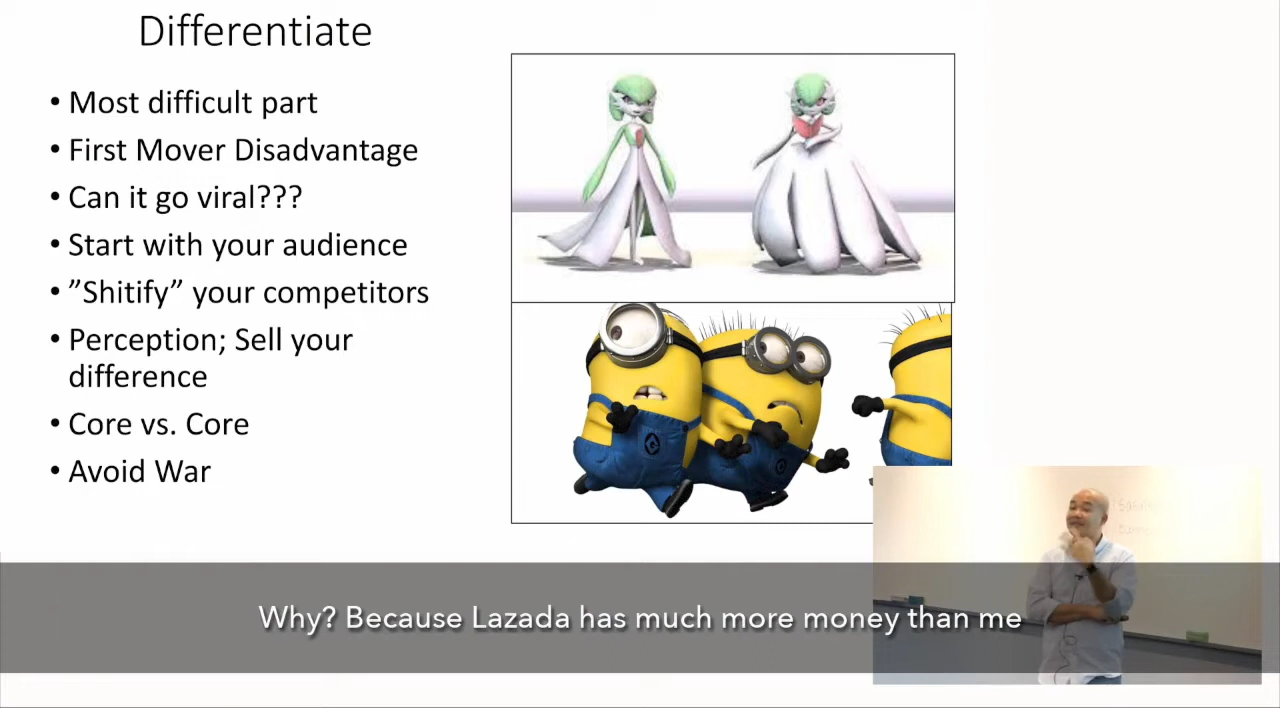 Differentiate
• Most difficult part
• First Mover Disadvantage
• Can it go viral???
• Start with your audience
• ”Shitify” your competitors
• Perception; Sell your
difference
• Core vs. Core
• Avoid War
Why? Because Lazada has much more money than me